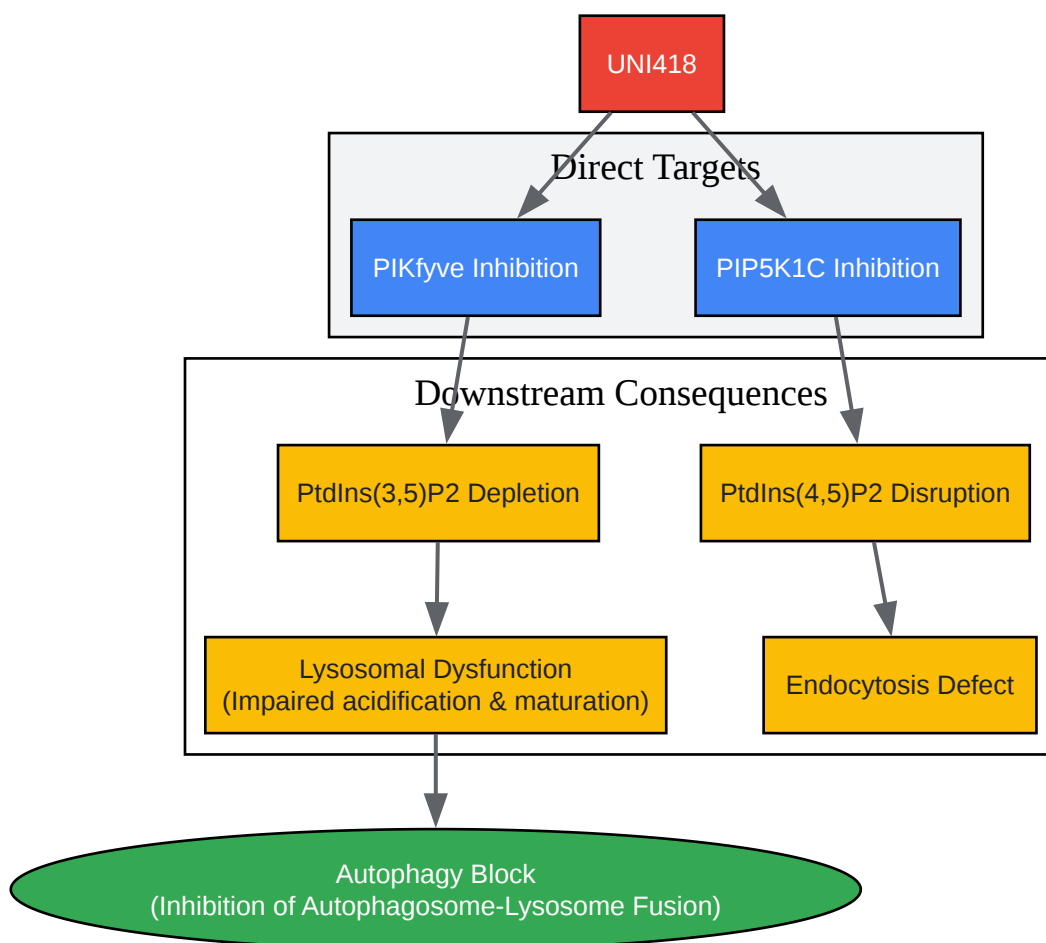 UNI418
Direct Targets
PIKfyve Inhibition
PIP5K1C Inhibition
Downstream Consequences
PtdIns(3,5)P2 Depletion
PtdIns(4,5)P2 Disruption
Lysosomal Dysfunction
(Impaired acidification & maturation)
Endocytosis Defect
Autophagy Block
(Inhibition of Autophagosome-Lysosome Fusion)